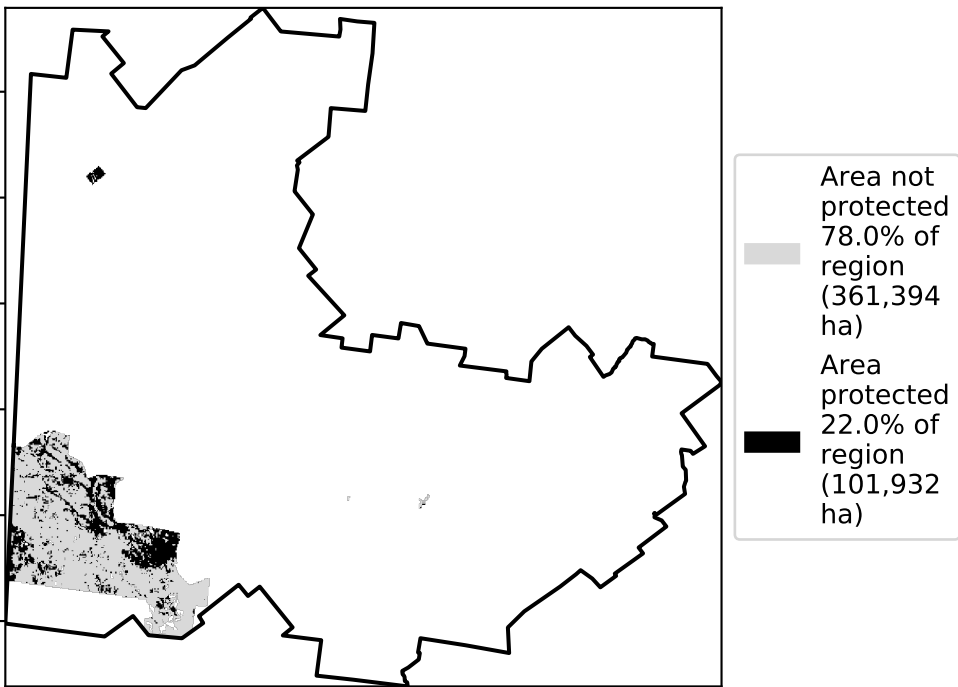 Area not
protected
78.0% of
region
(361,394
ha)
Area
protected
22.0% of
region
(101,932
ha)